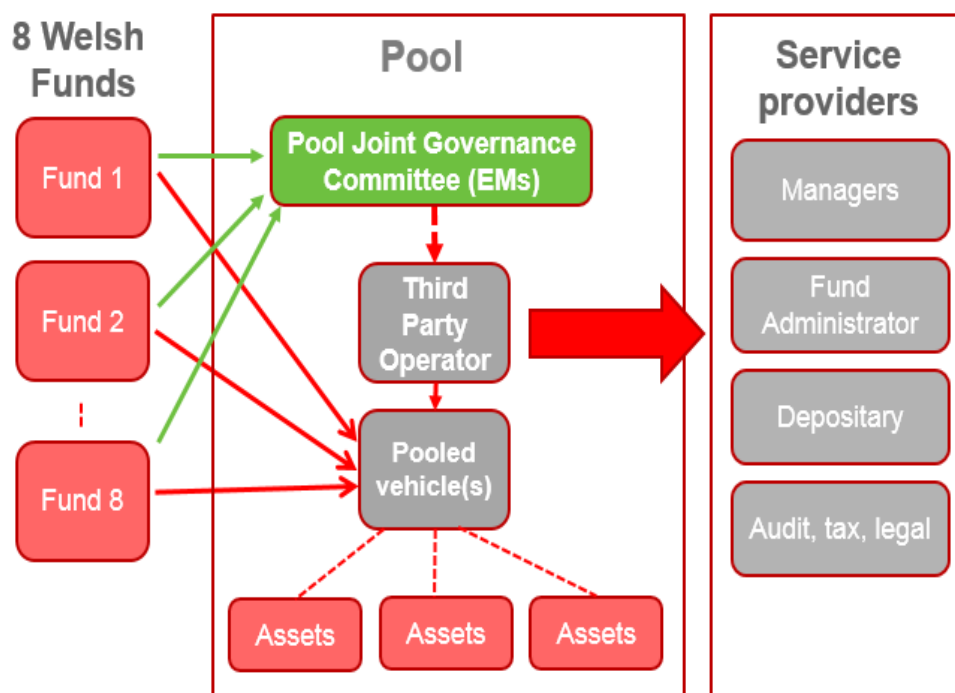 8 Welsh
Funds
Fund 1
Fund 2
Fund 8
Pool
Pool Joint Governance
Committee (EMs)
Third
Party
Operator
Pooled
vehicle(s)
Assets
Assets
Assets
Service
providers
Managers
Fund
Administrator
Depositary
Audit, tax, legal